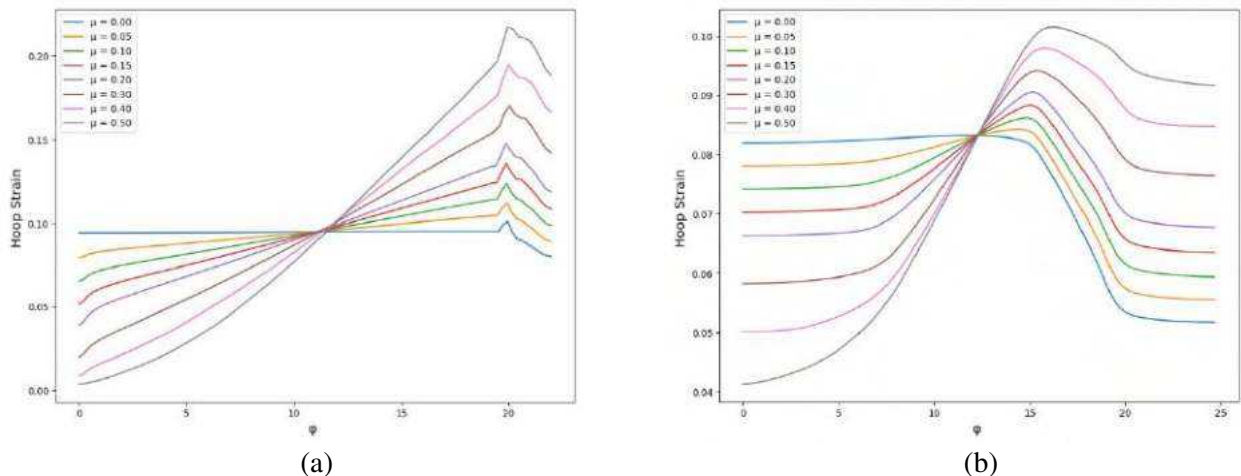 μ = 0.00
μ = 0.05
μ = 0.10
μ = 0.15
μ = 0.20
μ = 0.30
μ = 0.40
μ = 0.50
Hoop Strain
0.20
0.15
0.10
0.05
0.00
0
5
10
15
20
φ
(a)
μ = 0.00
μ = 0.05
μ = 0.10
μ = 0.15
μ = 0.20
μ = 0.30
μ = 0.40
μ = 0.50
Hoop Strain
0.10
0.09
0.08
0.07
0.06
0.05
0.04
0
5
10
15
20
25
φ
(b)